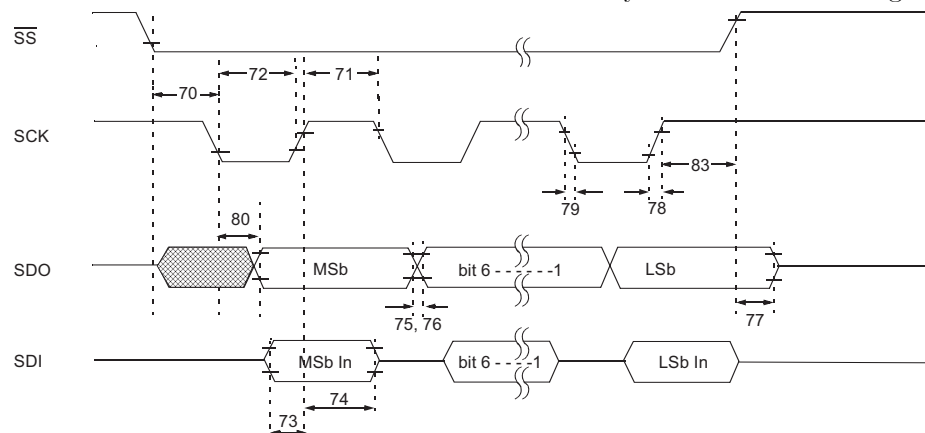 SS
70
72
71
SCK
79
78
83
80
SDO
MSb
bit 6 - - - - - -1
LSb
75, 76
77
SDI
MSb In
bit 6 - - - -1
LSb In
74
73